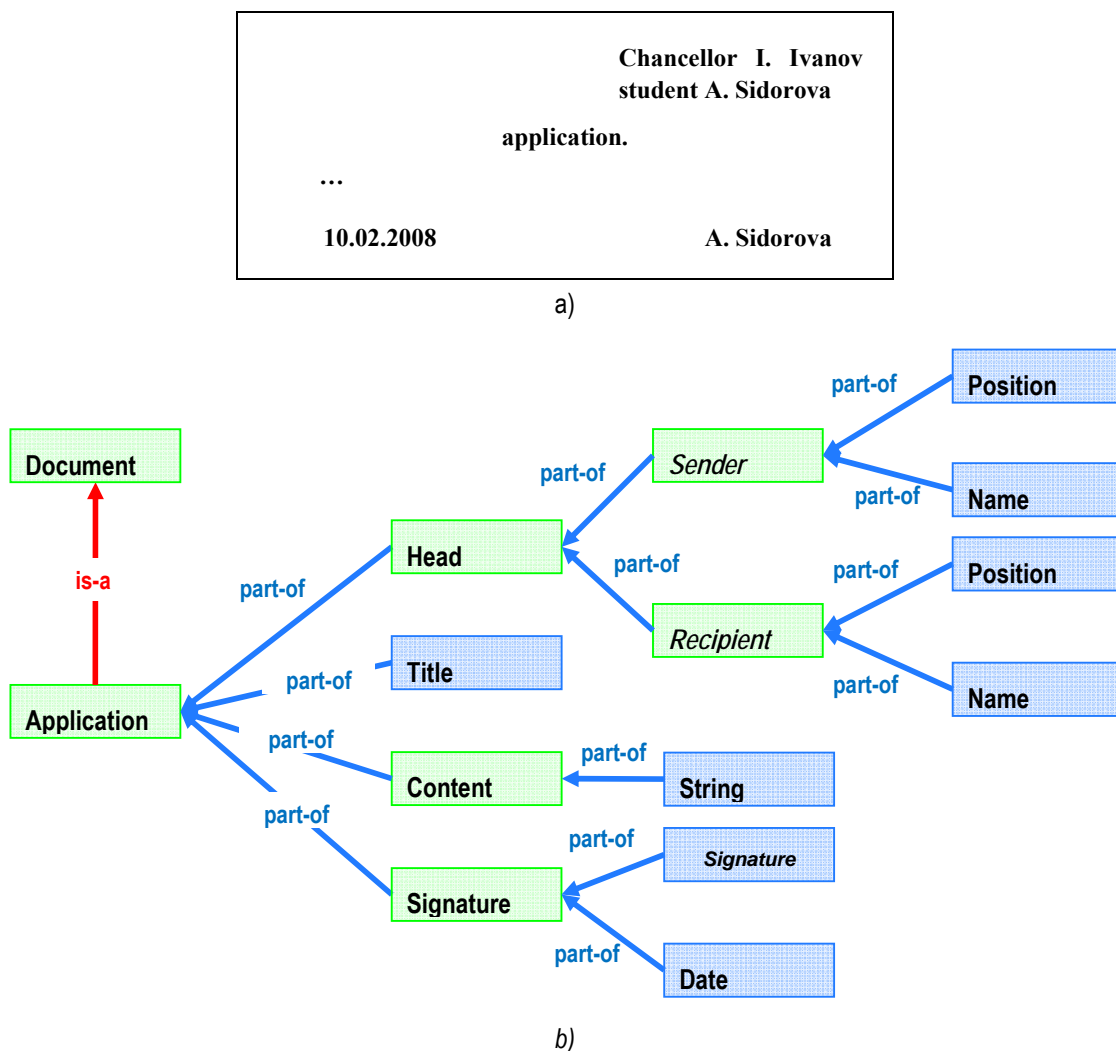 Chancellor I. Ivanov
student A. Sidorova
application.
…
10.02.2008 A. Sidorova
a)
Position
part-of
Document
Sender
part-of
part-of
Name
Head
part-of
Position
is-a
part-of
part-of
Recipient
Title
part-of
part-of
Name
Application
part-of
part-of
Content
String
part-of
part-of
Signature
Signature
part-of
Date
b)